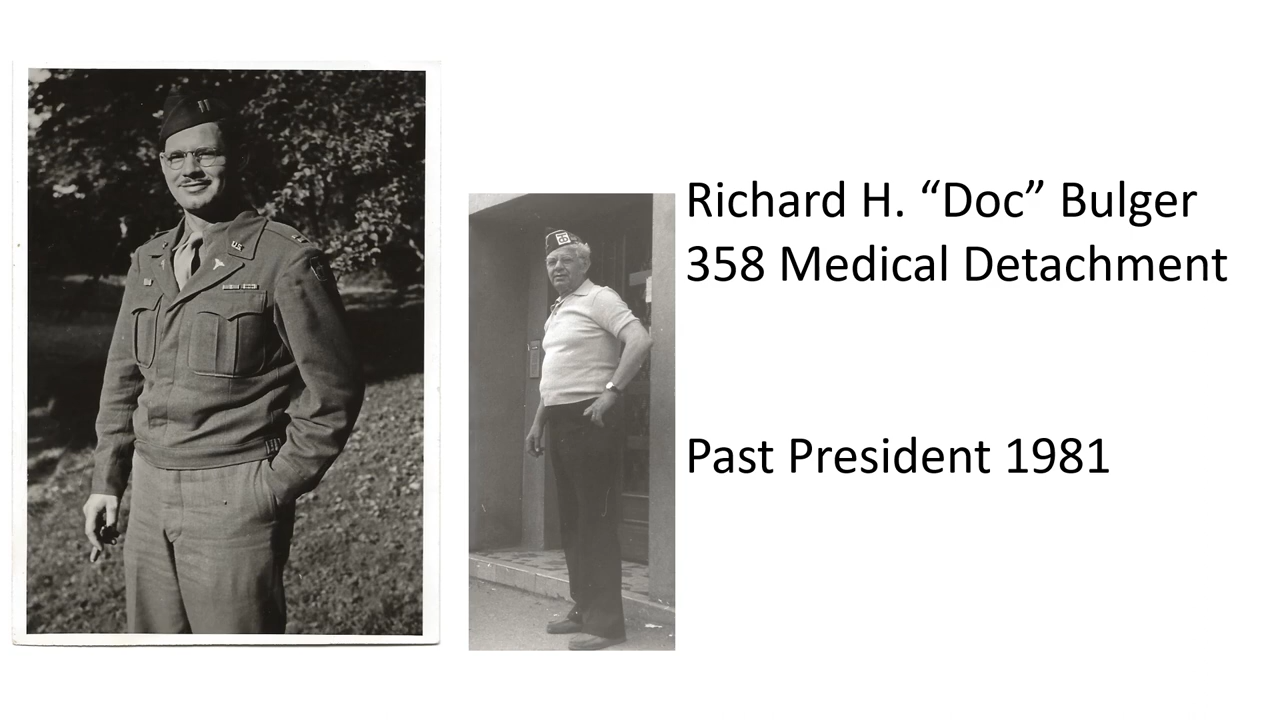 Richard H. “Doc” Bulger
358 Medical Detachment
Past President 1981